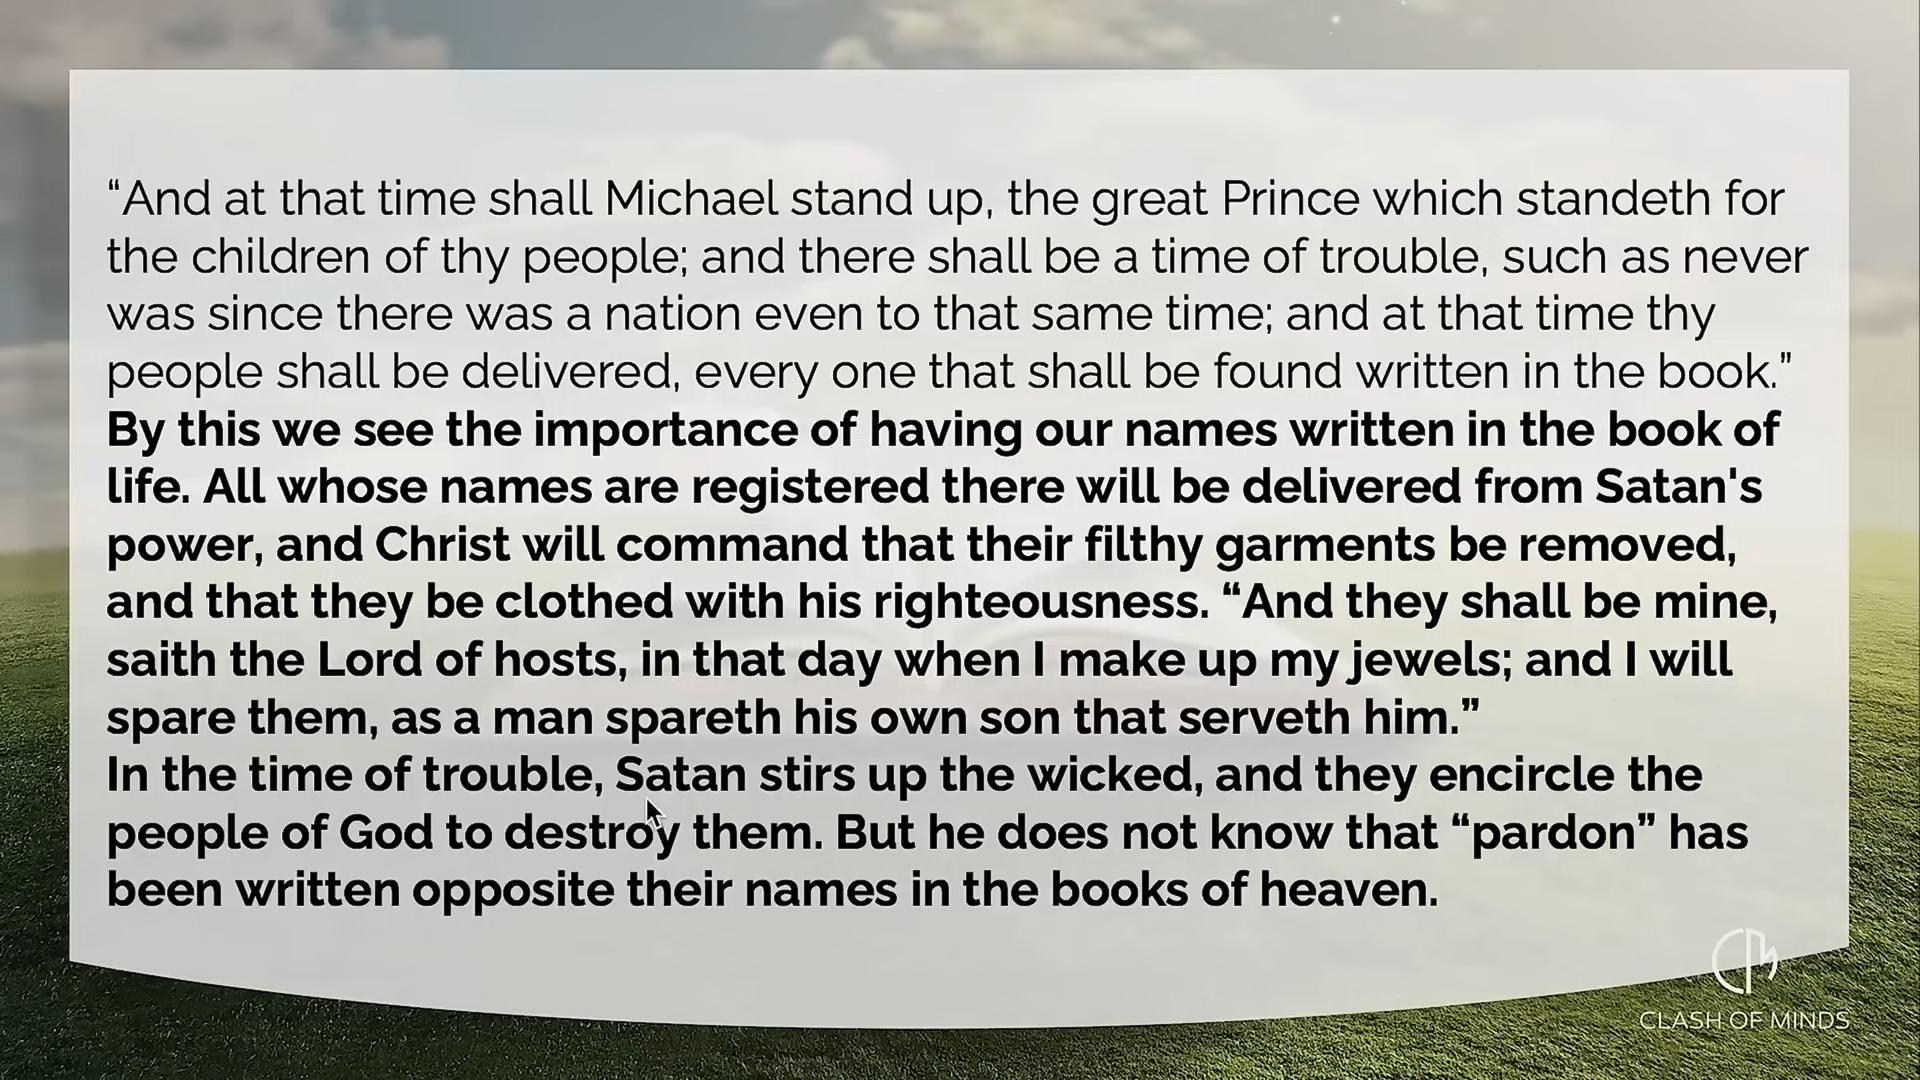 “And at that time shall Michael stand up, the great Prince which standeth for
the children of thy people; and there shall be a time of trouble, such as never
was since there was a nation even to that same time; and at that time thy
people shall be delivered, every one that shall be found written in the book.”
By this we see the importance of having our names written in the book of
life. All whose names are registered there will be delivered from Satan's
power, and Christ will command that their filthy garments be removed,
and that they be clothed with his righteousness. “And they shall be mine,
saith the Lord of hosts, in that day when I make up my jewels; and I will
spare them, as a man spareth his own son that serveth him.”
In the time of trouble, Satan stirs up the wicked, and they encircle the
people of God to destroy them. But he does not know that “pardon” has
been written opposite their names in the books of heaven.
CLASH OF MINDS